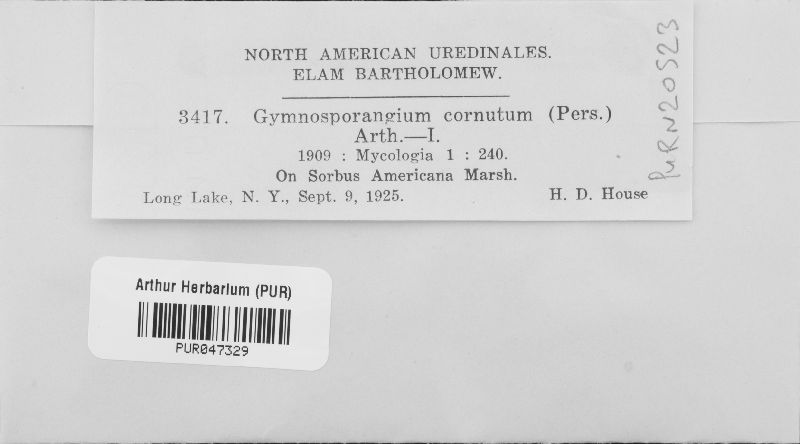 NORTH AMERICAN UREDINALES.
ELAM BARTHOLOMEW.
3417. Gymnosporangium cornutum (Pers.)
Arth.—I.
1909 : Mycologia 1 : 240.
On Sorbus Americana Marsh.
Long Lake, N. Y., Sept. 9, 1925. H. D. House
PURN20523
Arthur Herbarium (PUR)
PUR047329